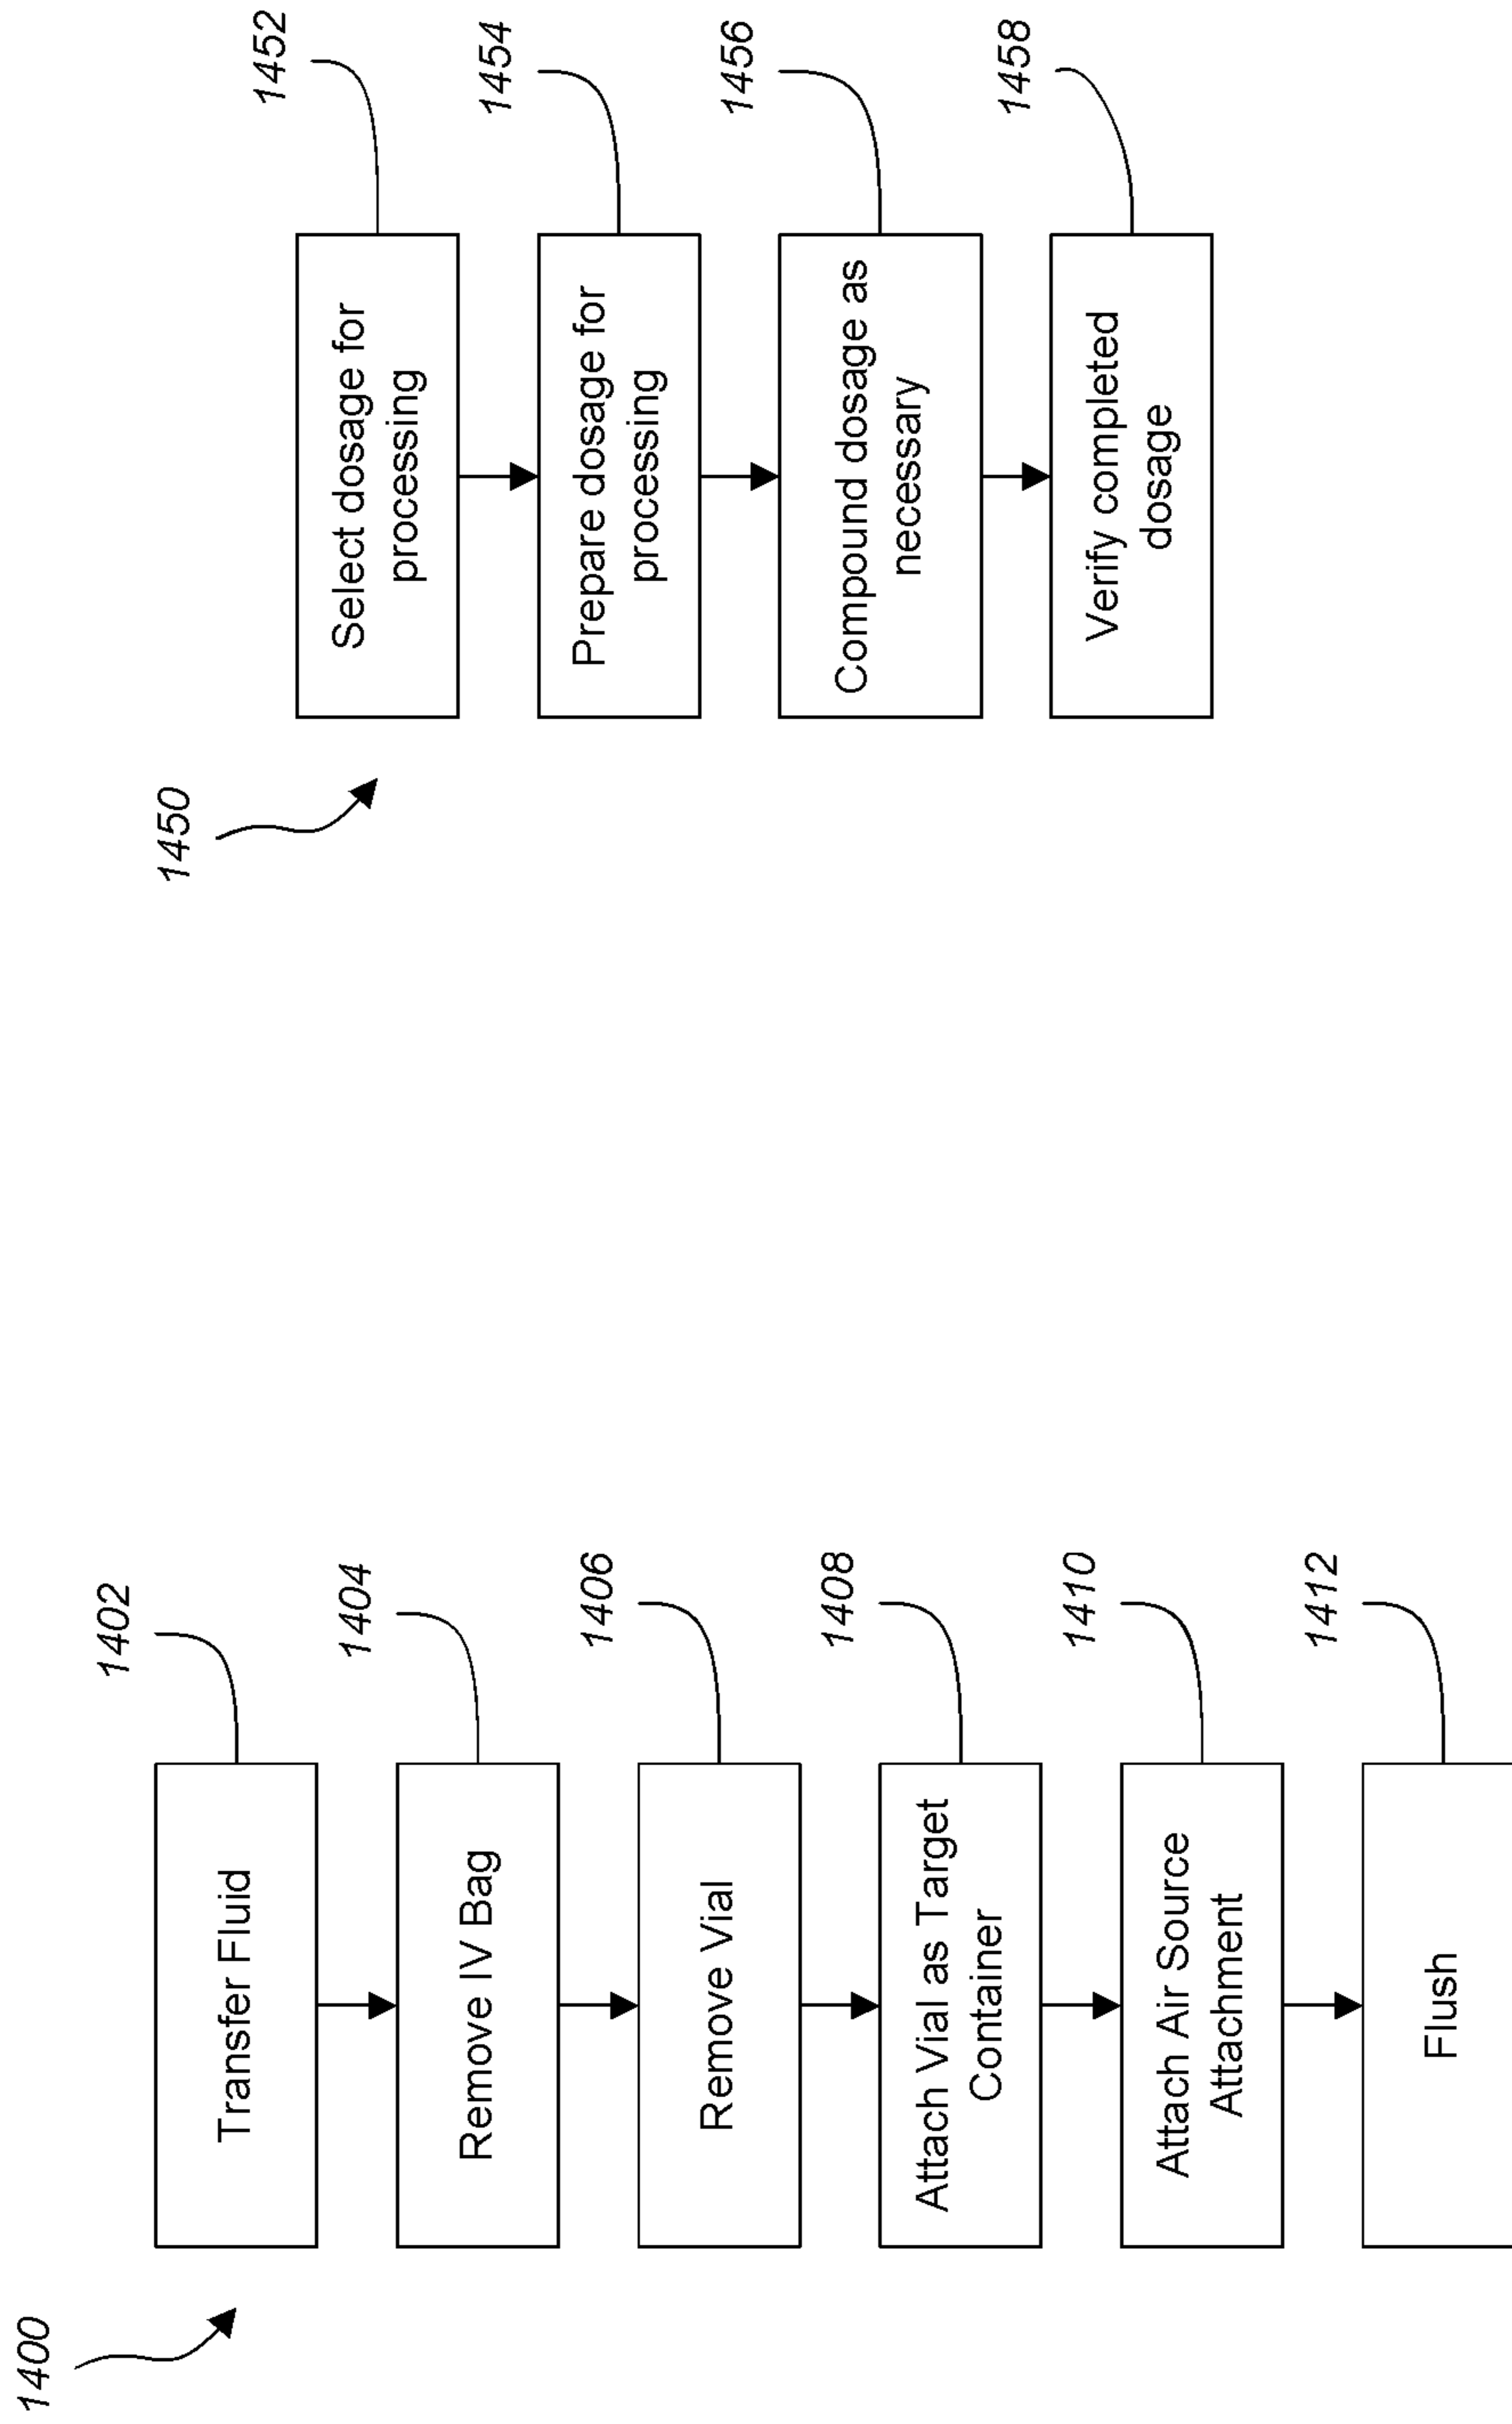 1400
1402
Transfer Fluid
1404
Remove IV Bag
1406
Remove Vial
1408
Attach Vial as Target
Container
1410
Attach Air Source
Attachment
1412
Flush
1450
1452
Select dosage for
processing
1454
Prepare dosage for
processing
1456
Compound dosage as
necessary
1458
Verify completed
dosage